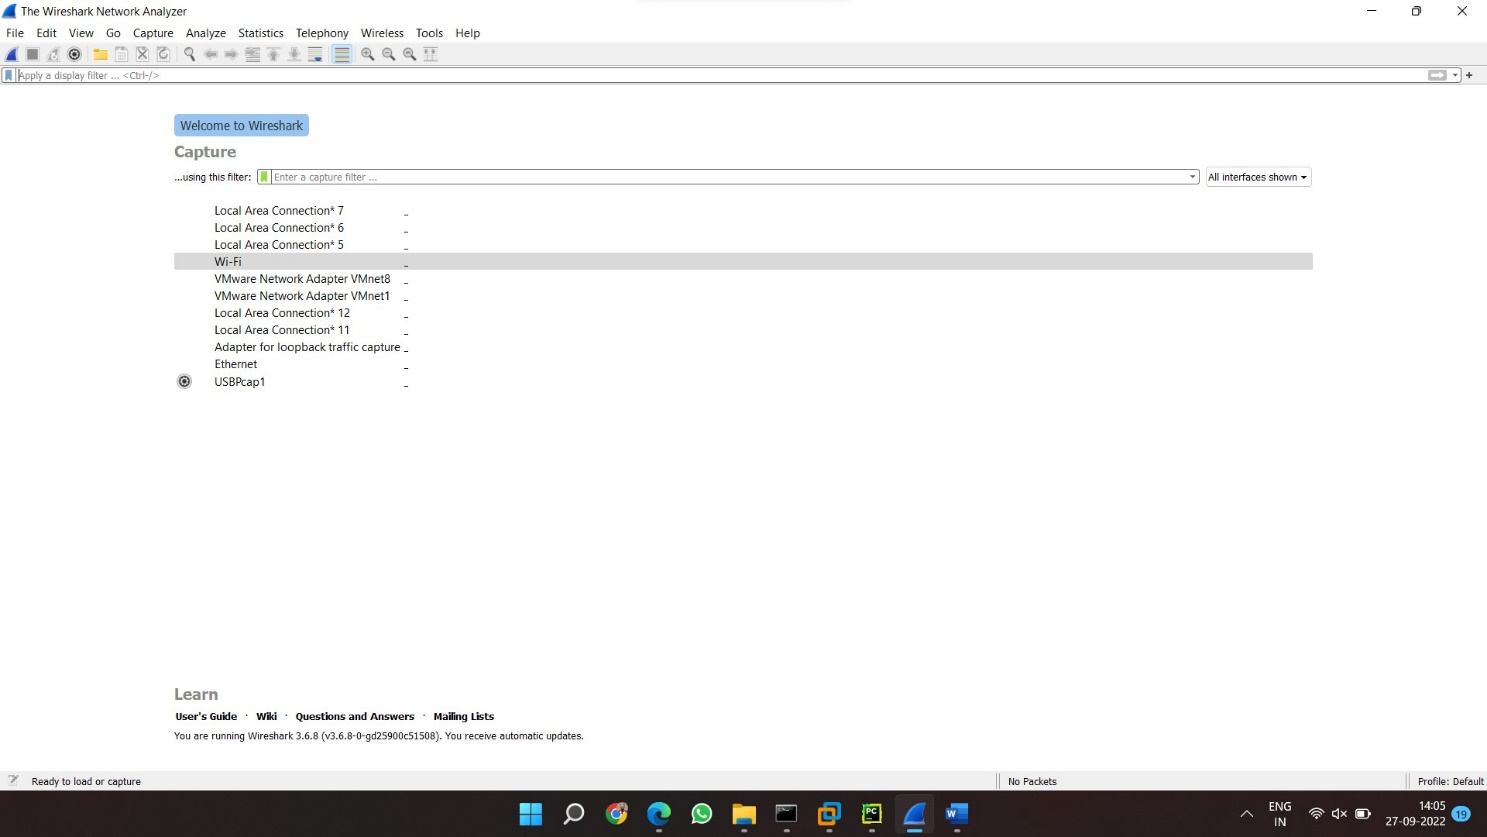 The Wireshark Network Analyzer
File Edit View Go Capture Analyze Statistics Telephony Wireless Tools Help
Apply a display filter ... <Ctrl-/>
+
Welcome to Wireshark
Capture
...using this filter: Enter a capture filter ... All interfaces shown
Local Area Connection* 7
Local Area Connection* 6
Local Area Connection* 5
Wi-Fi
VMware Network Adapter VMnet8
VMware Network Adapter VMnet1
Local Area Connection* 12
Local Area Connection* 11
Adapter for loopback traffic capture
Ethernet
USBPcap1
Learn
User's Guide · Wiki · Questions and Answers · Mailing Lists
You are running Wireshark 3.6.8 (v3.6.8-0-gd25900c51508). You receive automatic updates.
Ready to load or capture No Packets Profile: Default
PC
W
ENG
IN
14:05
27-09-2022
19